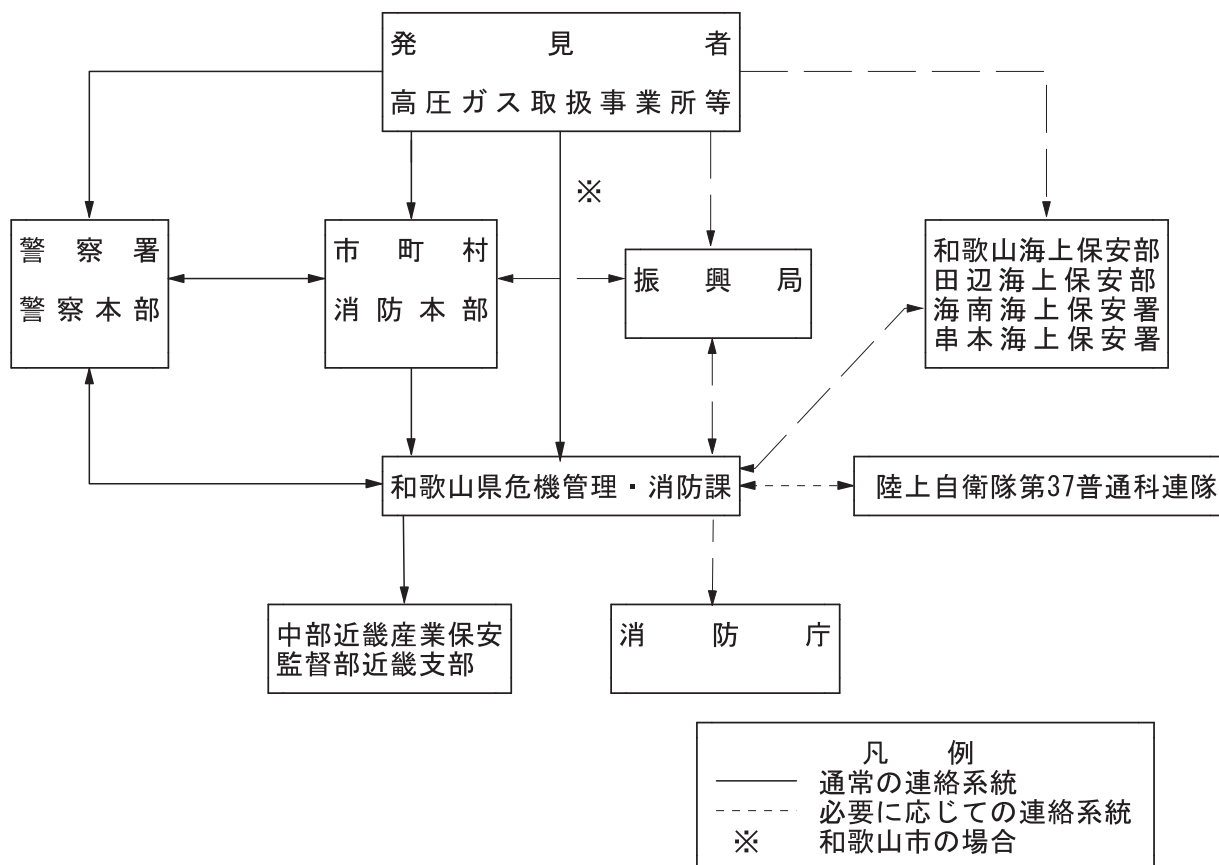 発見者
高圧ガス取扱事業所等
※
警察署
警察本部
市町村
消防本部
振興局
和歌山海上保安部
田辺海上保安部
海南海上保安署
串本海上保安署
和歌山県危機管理・消防課
陸上自衛隊第37普通科連隊
中部近畿産業保安
監督部近畿支部
消防庁
凡例
通常の連絡系統
必要に応じての連絡系統
※ 和歌山市の場合